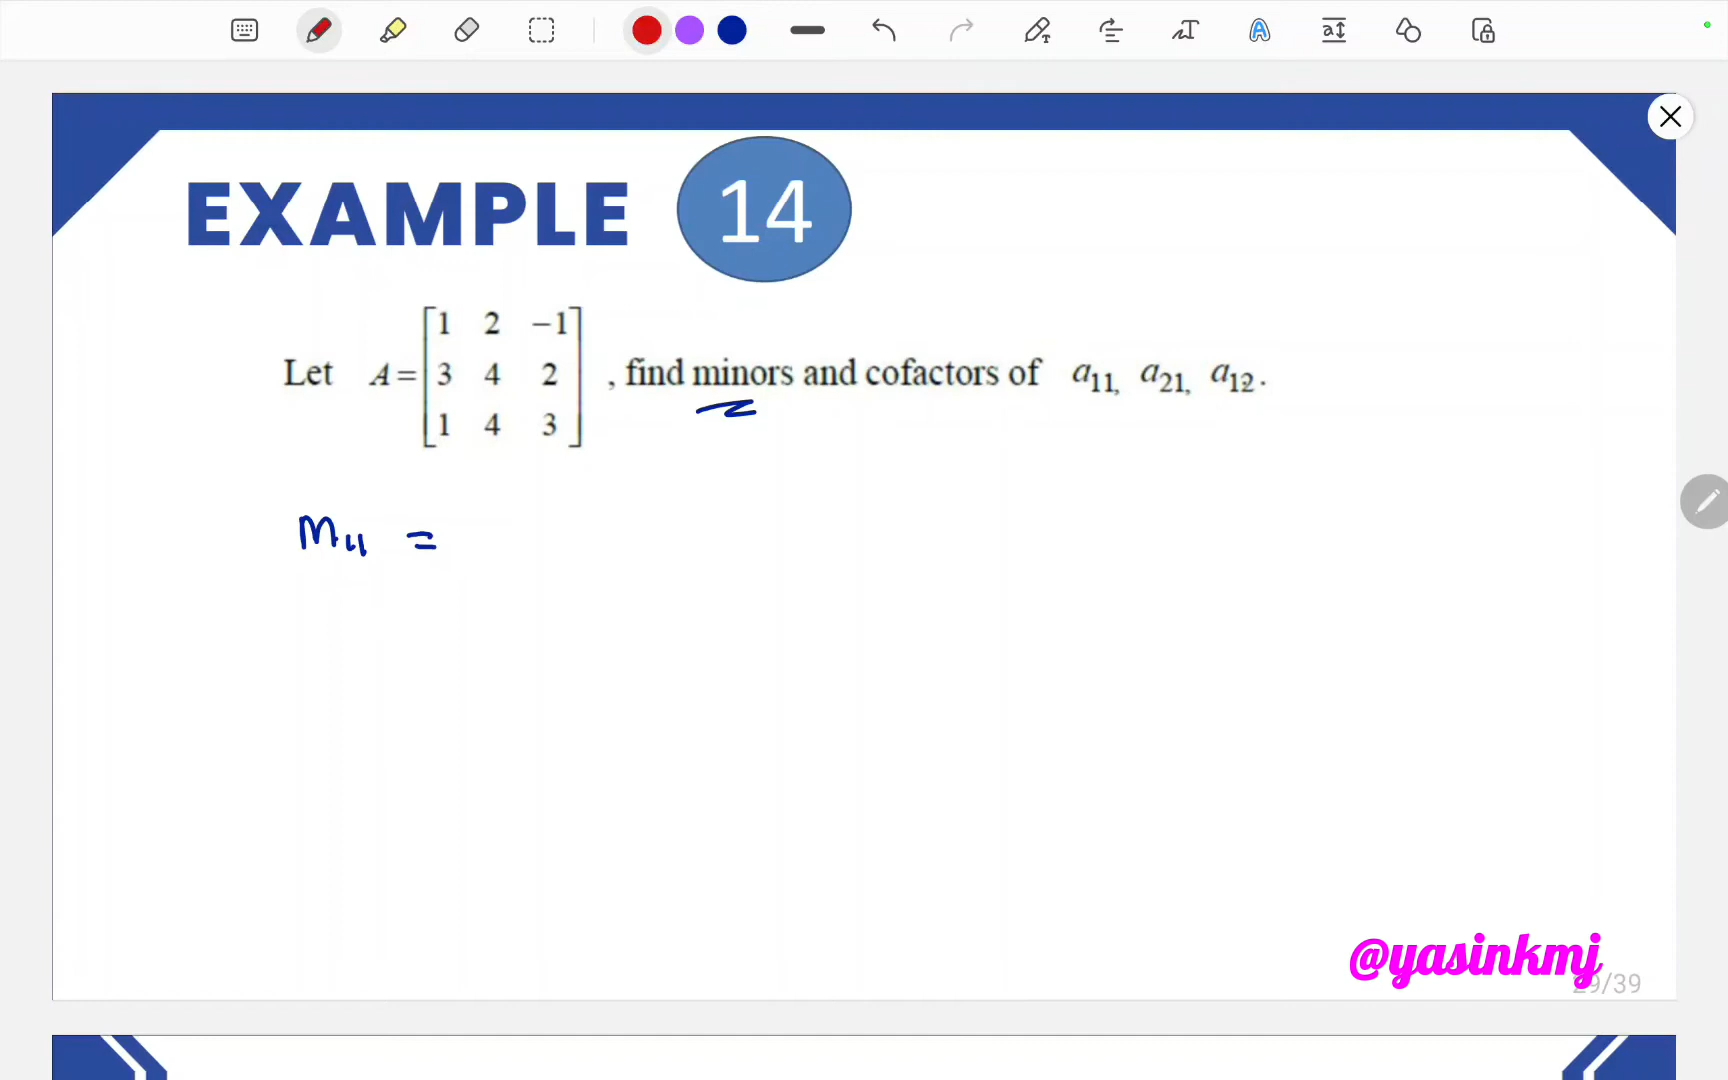 EXAMPLE 14
Let A = [1 2 −1
3 4 2
1 4 3] , find minors and cofactors of a11, a21, a12.
M11 =
@yasinkmj
29/39